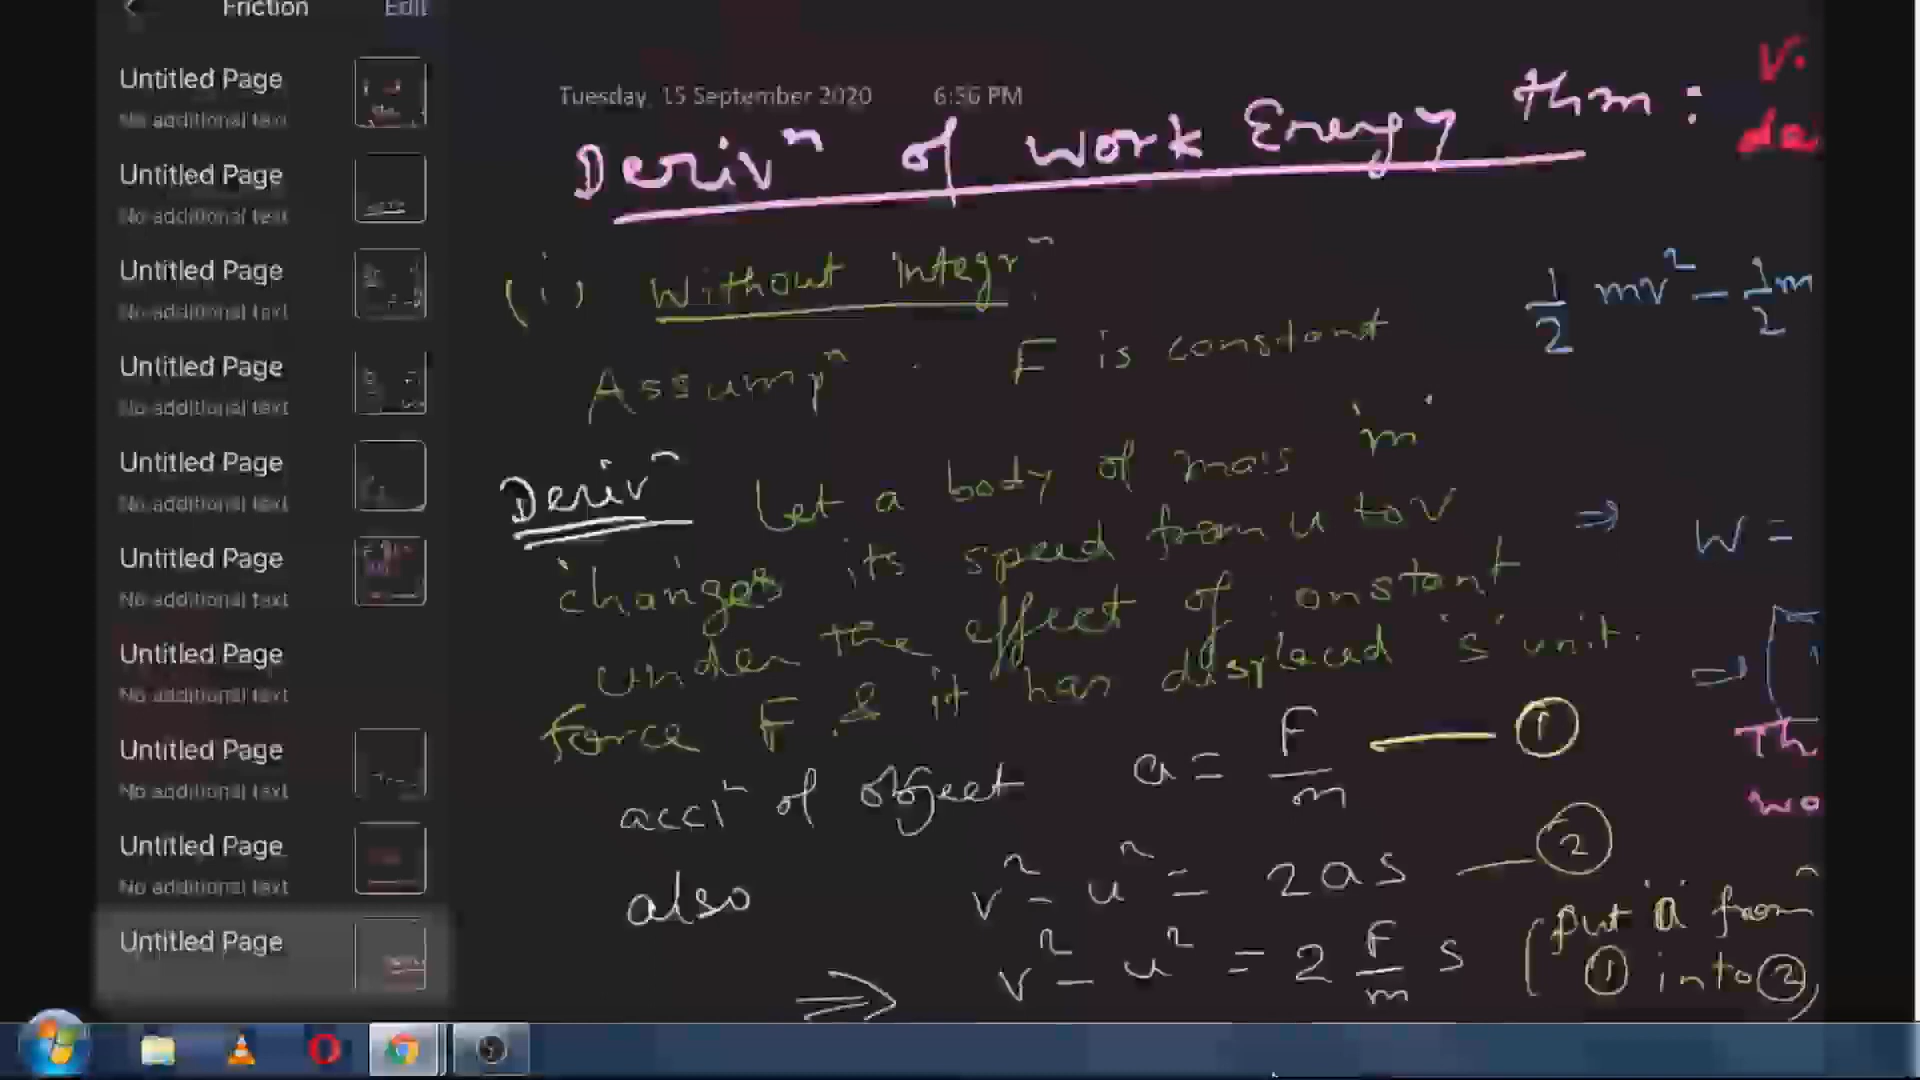 Friction Edit
Untitled Page
No additional text
Untitled Page
No additional text
Untitled Page
No additional text
Untitled Page
No additional text
Untitled Page
No additional text
Untitled Page
No additional text
Untitled Page
No additional text
Untitled Page
No additional text
Untitled Page
No additional text
Untitled Page
Tuesday, 15 September 2020 6:56 PM
Derivⁿ of Work Energy thm :
(i) Without Integrⁿ.
Assumpⁿ. F is constant
Derivⁿ Let a body of mass 'm'
changes its speed from u to v
under the effect of constant
force F & it has displaced 's' unit.
acclⁿ of object a = F/m — ①
also v² - u² = 2as — ②
⇒ v² - u² = 2 F/m s (Put 'a' from
① into ②)
V.
1/2 mv² - 1/2 m
⇒ W =
⇒
Th
wo